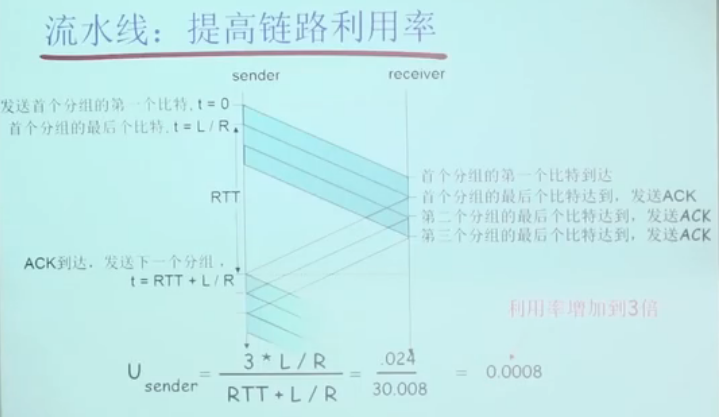 流水线：提高链路利用率
sender
receiver
发送首个分组的第一个比特, t = 0
首个分组的最后个比特, t = L / R
RTT
首个分组的第一个比特到达
首个分组的最后个比特达到，发送ACK
第二个分组的最后个比特达到，发送ACK
第三个分组的最后个比特达到，发送ACK
ACK到达，发送下一个分组，
t = RTT + L / R
利用率增加到3倍
U sender = 3 * L / R / RTT + L / R = .024 / 30.008 = 0.0008